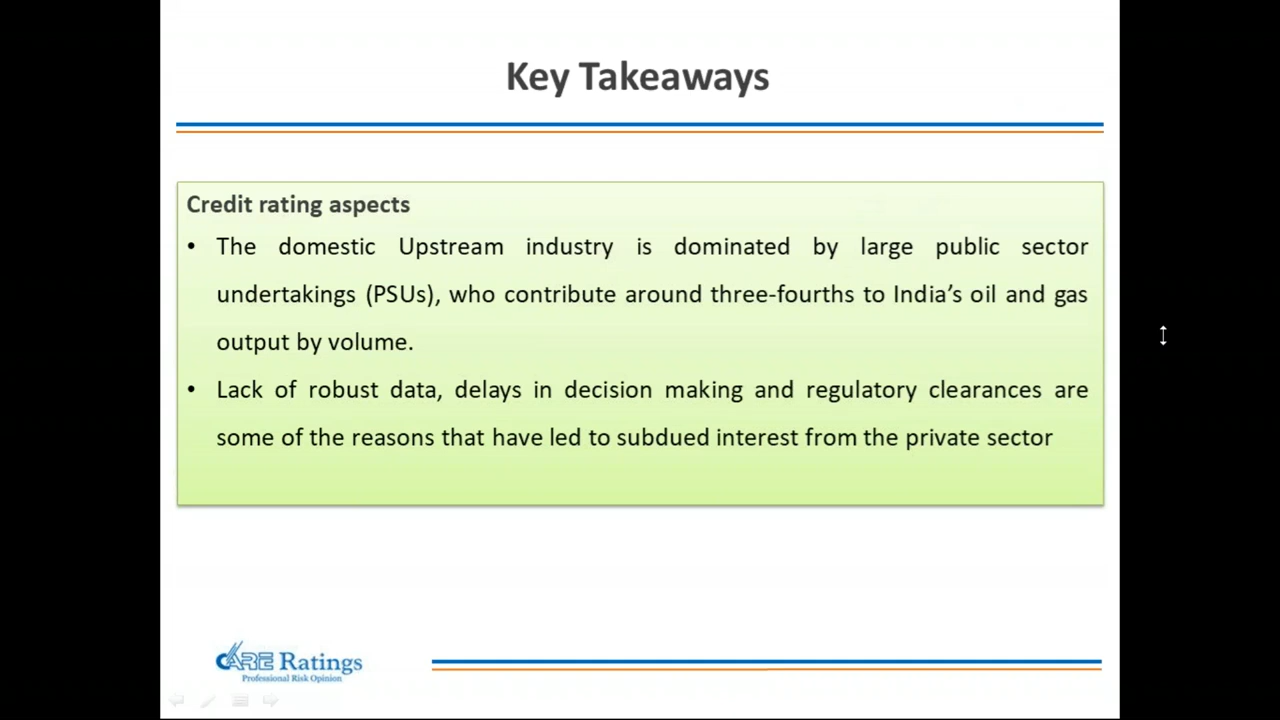 Key Takeaways
Credit rating aspects
• The domestic Upstream industry is dominated by large public sector
undertakings (PSUs), who contribute around three-fourths to India’s oil and gas
output by volume.
• Lack of robust data, delays in decision making and regulatory clearances are
some of the reasons that have led to subdued interest from the private sector
CARE Ratings
Professional Risk Opinion